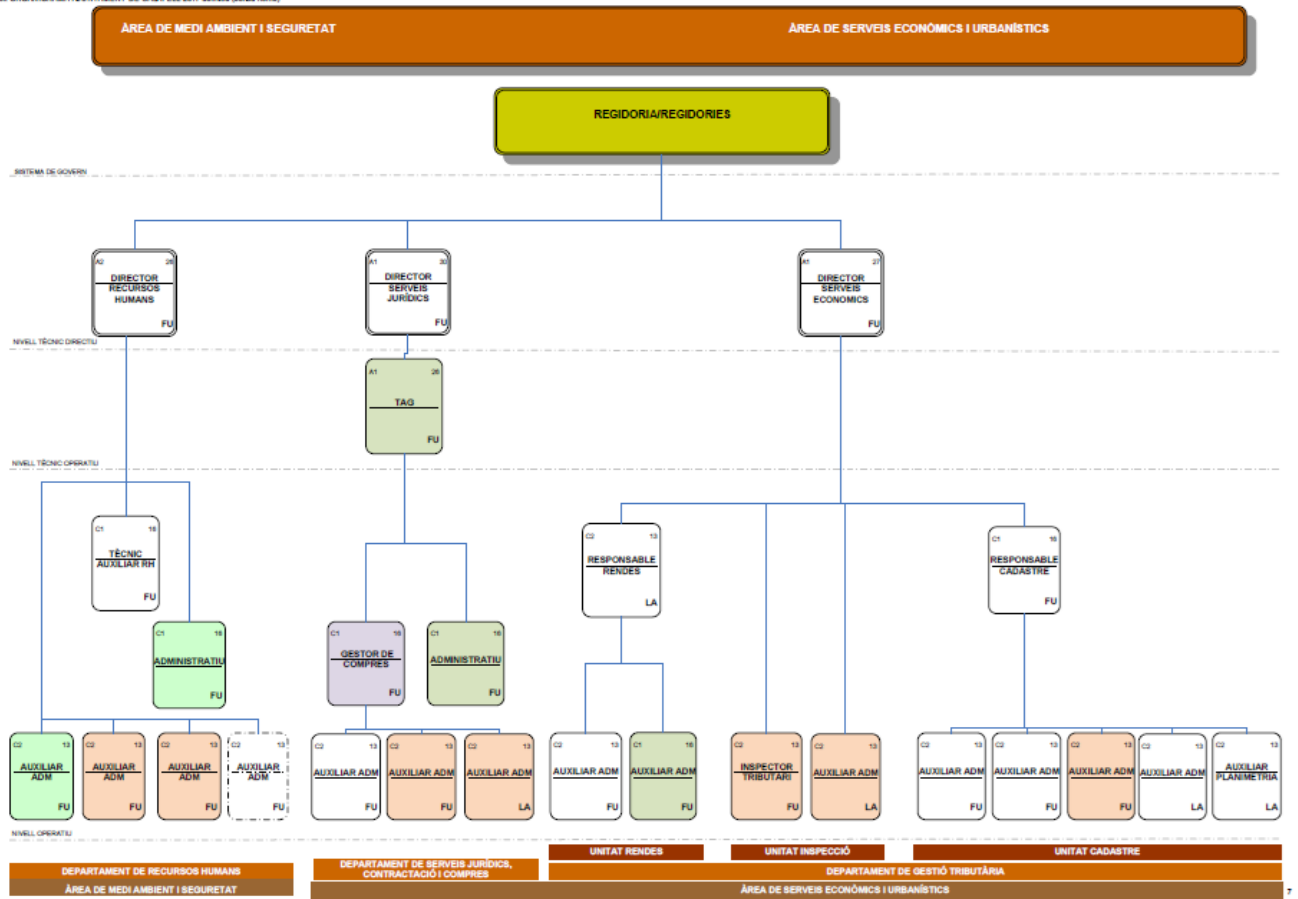 ÀREA DE MEDI AMBIENT I SEGURETAT
ÀREA DE SERVEIS ECONÒMICS I URBANÍSTICS
REGIDORIA/REGIDORIES
SISTEMA DE GOVERN
A2
DIRECTOR
RECURSOS
HUMANS
FU
A1 30
DIRECTOR
SERVEIS
JURÍDICS
FU
A1 27
DIRECTOR
SERVEIS
ECONOMICS
FU
NIVELL TÈCNIC DIRECTIU
A1 26
TAG
FU
NIVELL TÈCNIC OPERATIU
C1 16
TÈCNIC
AUXILIAR RH
FU
C2 13
RESPONSABLE
RENDES
LA
C1 16
RESPONSABLE
CADASTRE
FU
C1 16
ADMINISTRATIU
FU
C1 16
GESTOR DE
COMPRES
FU
C1 16
ADMINISTRATIU
FU
C2 13
AUXILIAR
ADM
FU
C2 13
AUXILIAR
ADM
FU
C2 13
AUXILIAR
ADM
FU
C2 13
AUXILIAR
ADM
FU
C2 13
AUXILIAR ADM
FU
C2 13
AUXILIAR ADM
FU
C2 13
AUXILIAR ADM
LA
C2 13
AUXILIAR ADM
FU
C1 16
AUXILIAR ADM
FU
C2 13
INSPECTOR
TRIBUTARI
FU
C2 13
AUXILIAR ADM
LA
C2 13
AUXILIAR ADM
FU
C2 13
AUXILIAR ADM
FU
C2 13
AUXILIAR ADM
FU
C2 13
AUXILIAR ADM
LA
C2 13
AUXILIAR
PLANIMETRIA
LA
NIVELL OPERATIU
UNITAT RENDES
UNITAT INSPECCIÓ
UNITAT CADASTRE
DEPARTAMENT DE RECURSOS HUMANS
DEPARTAMENT DE SERVEIS JURÍDICS,
CONTRACTACIÓ I COMPRES
DEPARTAMENT DE GESTIÓ TRIBUTÀRIA
ÀREA DE MEDI AMBIENT I SEGURETAT
ÀREA DE SERVEIS ECONÒMICS I URBANÍSTICS
7